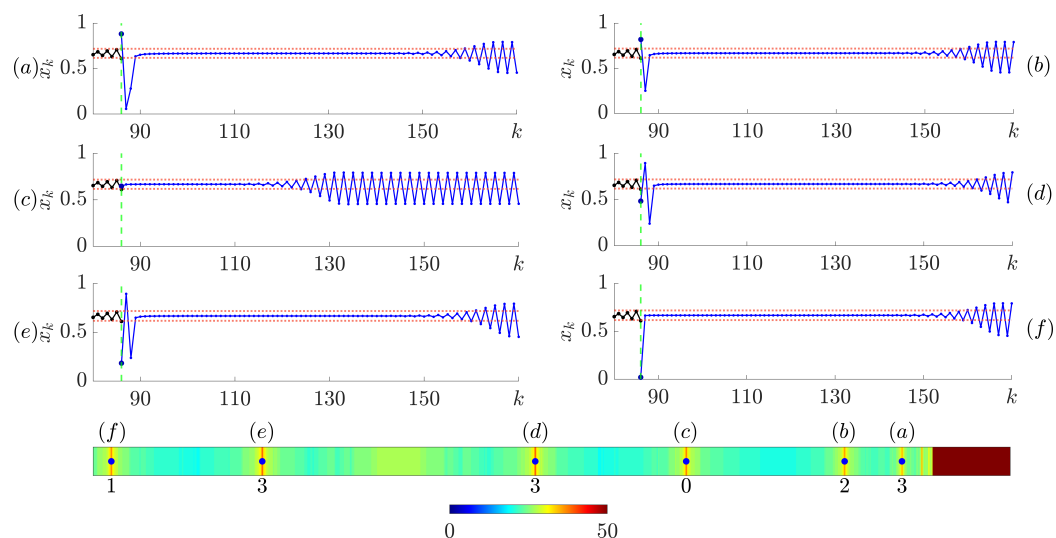 1 1
(a) x_k 0.5 0.5 x_k (b)
0 0
90 110 130 150 k 90 110 130 150 k
1 1
(c) x_k 0.5 0.5 x_k (d)
0 0
90 110 130 150 k 90 110 130 150 k
1 1
(e) x_k 0.5 0.5 x_k (f)
0 0
90 110 130 150 k 90 110 130 150 k
(f) (e) (d) (c) (b) (a)
1 3 3 0 2 3
0 50